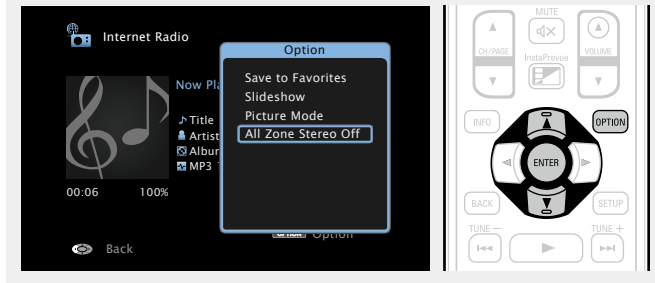 Internet Radio
Option
Save to Favorites
Slideshow
Picture Mode
All Zone Stereo Off
Now Pla
Title
Artist
Album
MP3
00:06 100%
Back
Option
MUTE
CH/PAGE
InstaPrevue
VOLUME
INFO
OPTION
ENTER
BACK
SETUP
TUNE –
TUNE +